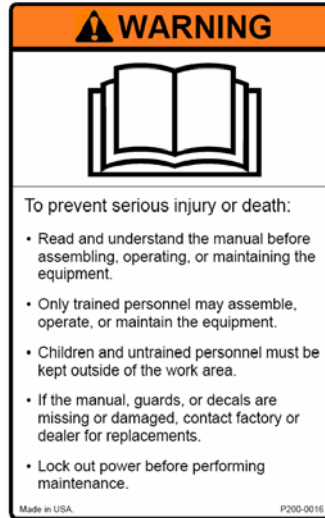 WARNING
To prevent serious injury or death:
• Read and understand the manual before
assembling, operating, or maintaining the
equipment.
• Only trained personnel may assemble,
operate, or maintain the equipment.
• Children and untrained personnel must be
kept outside of the work area.
• If the manual, guards, or decals are
missing or damaged, contact factory or
dealer for replacements.
• Lock out power before performing
maintenance.
Made in USA. P200-0016